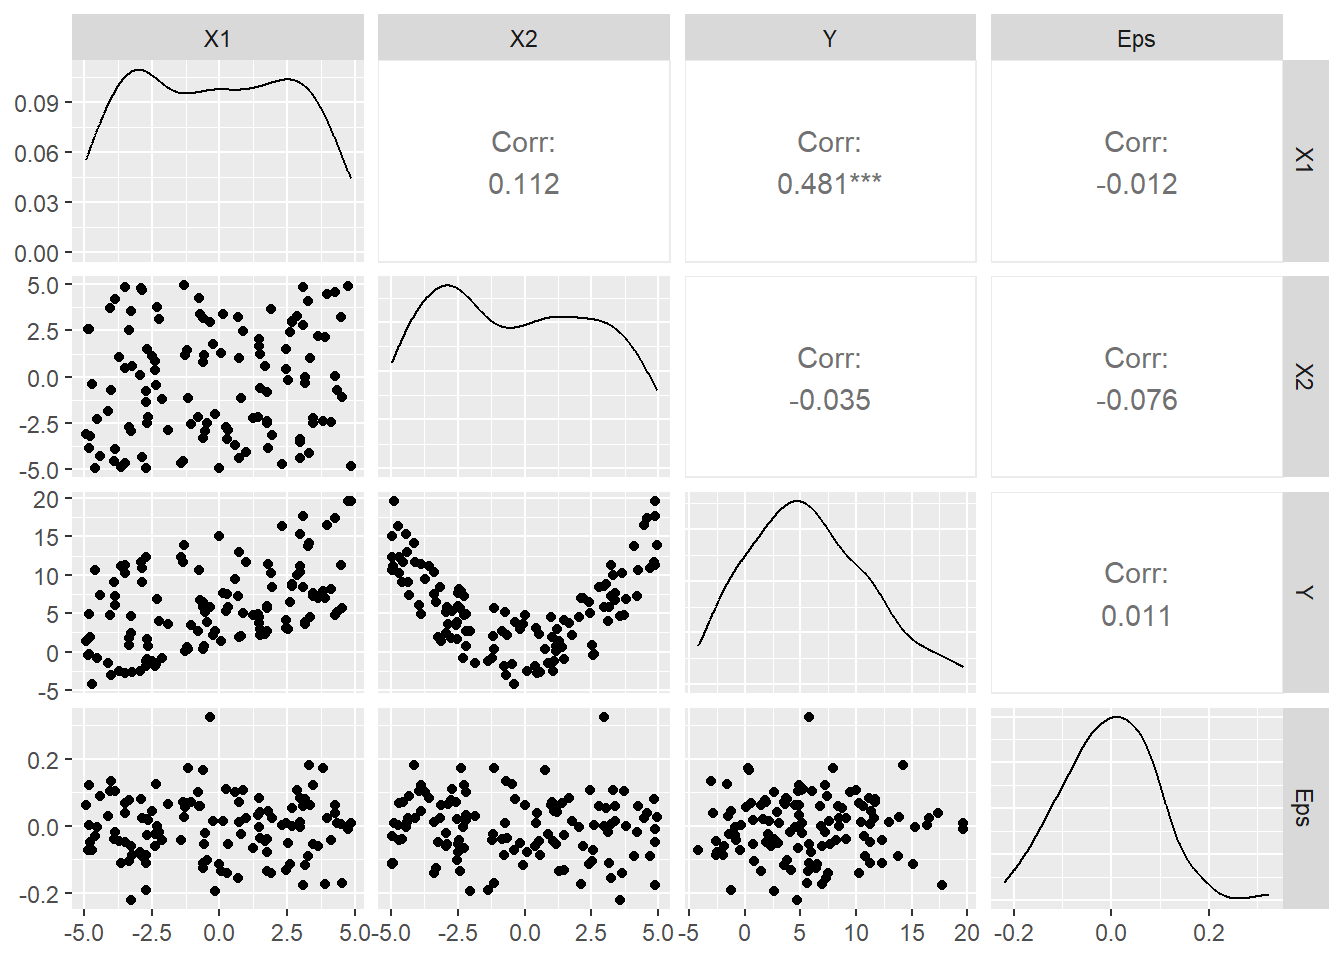 X1 X2 Y Eps
0.09
0.06
0.03
0.00
Corr:
0.112
Corr:
0.481***
Corr:
-0.012
X1
5.0
2.5
0.0
-2.5
-5.0
Corr:
-0.035
Corr:
-0.076
X2
20
15
10
5
0
-5
Corr:
0.011
Y
0.2
0.0
-0.2
Eps
-5.0 -2.5 0.0 2.5 5.0
-5.0 -2.5 0.0 2.5 5.0
-5 0 5 10 15 20
-0.2 0.0 0.2